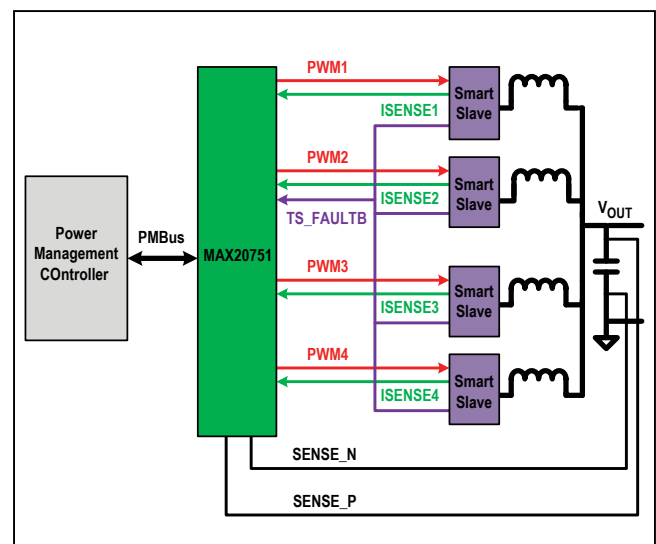 PWM1
ISENSE1
Smart
Slave
PWM2
ISENSE2
Smart
Slave
TS_FAULTB
VOUT
Power
Management
COntroller
PMBus
MAX20751
PWM3
ISENSE3
Smart
Slave
PWM4
ISENSE4
Smart
Slave
SENSE_N
SENSE_P